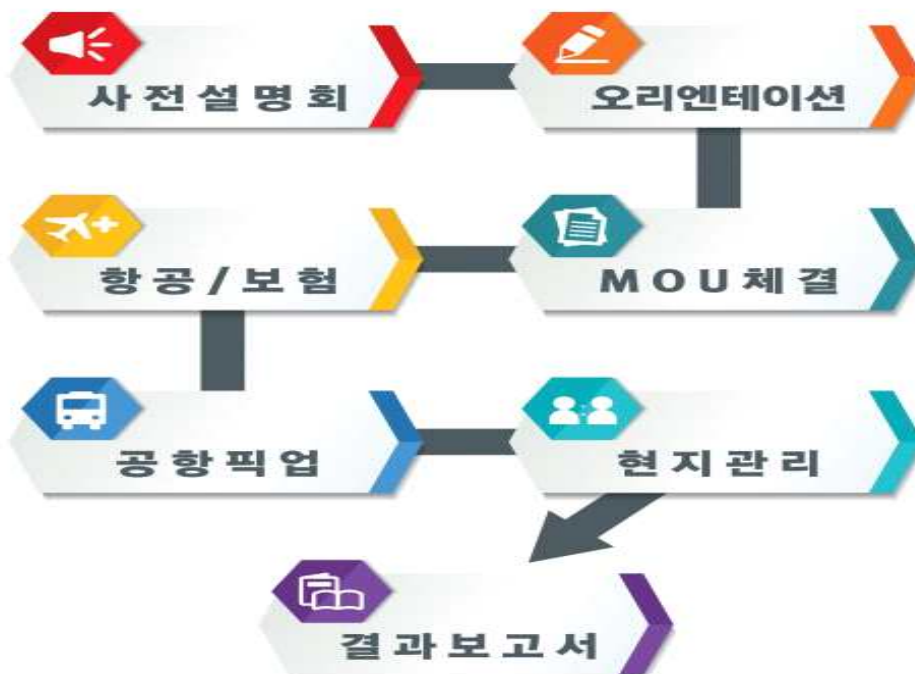 사전설명회
오리엔테이션
MOU체결
항공/보험
공항픽업
현지관리
결과보고서